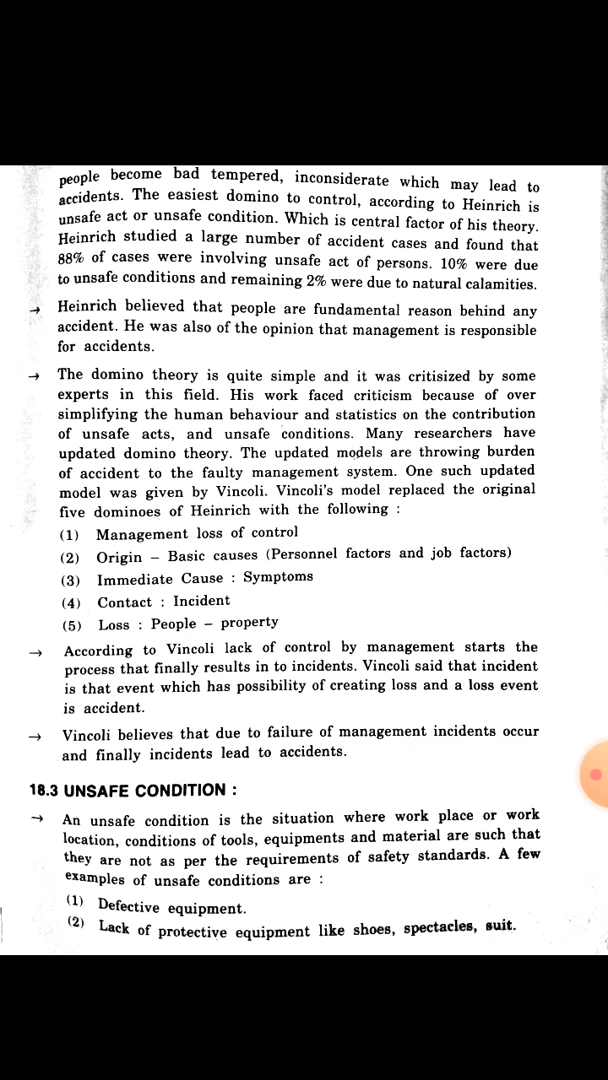 people become bad tempered, inconsiderate which may lead to
accidents. The easiest domino to control, according to Heinrich is
unsafe act or unsafe condition. Which is central factor of his theory.
Heinrich studied a large number of accident cases and found that
88% of cases were involving unsafe act of persons. 10% were due
to unsafe conditions and remaining 2% were due to natural calamities.
→ Heinrich believed that people are fundamental reason behind any
accident. He was also of the opinion that management is responsible
for accidents.
→ The domino theory is quite simple and it was critisized by some
experts in this field. His work faced criticism because of over
simplifying the human behaviour and statistics on the contribution
of unsafe acts, and unsafe conditions. Many researchers have
updated domino theory. The updated models are throwing burden
of accident to the faulty management system. One such updated
model was given by Vincoli. Vincoli's model replaced the original
five dominoes of Heinrich with the following :
(1) Management loss of control
(2) Origin – Basic causes (Personnel factors and job factors)
(3) Immediate Cause : Symptoms
(4) Contact : Incident
(5) Loss : People – property
→ According to Vincoli lack of control by management starts the
process that finally results in to incidents. Vincoli said that incident
is that event which has possibility of creating loss and a loss event
is accident.
→ Vincoli believes that due to failure of management incidents occur
and finally incidents lead to accidents.
18.3 UNSAFE CONDITION :
→ An unsafe condition is the situation where work place or work
location, conditions of tools, equipments and material are such that
they are not as per the requirements of safety standards. A few
examples of unsafe conditions are :
(1) Defective equipment.
(2) Lack of protective equipment like shoes, spectacles, suit.